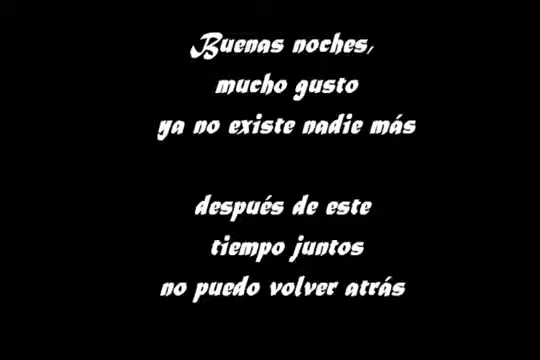 Buenas noches,
mucho gusto
ya no existe nadie más
después de este
tiempo juntos
no puedo volver atrás